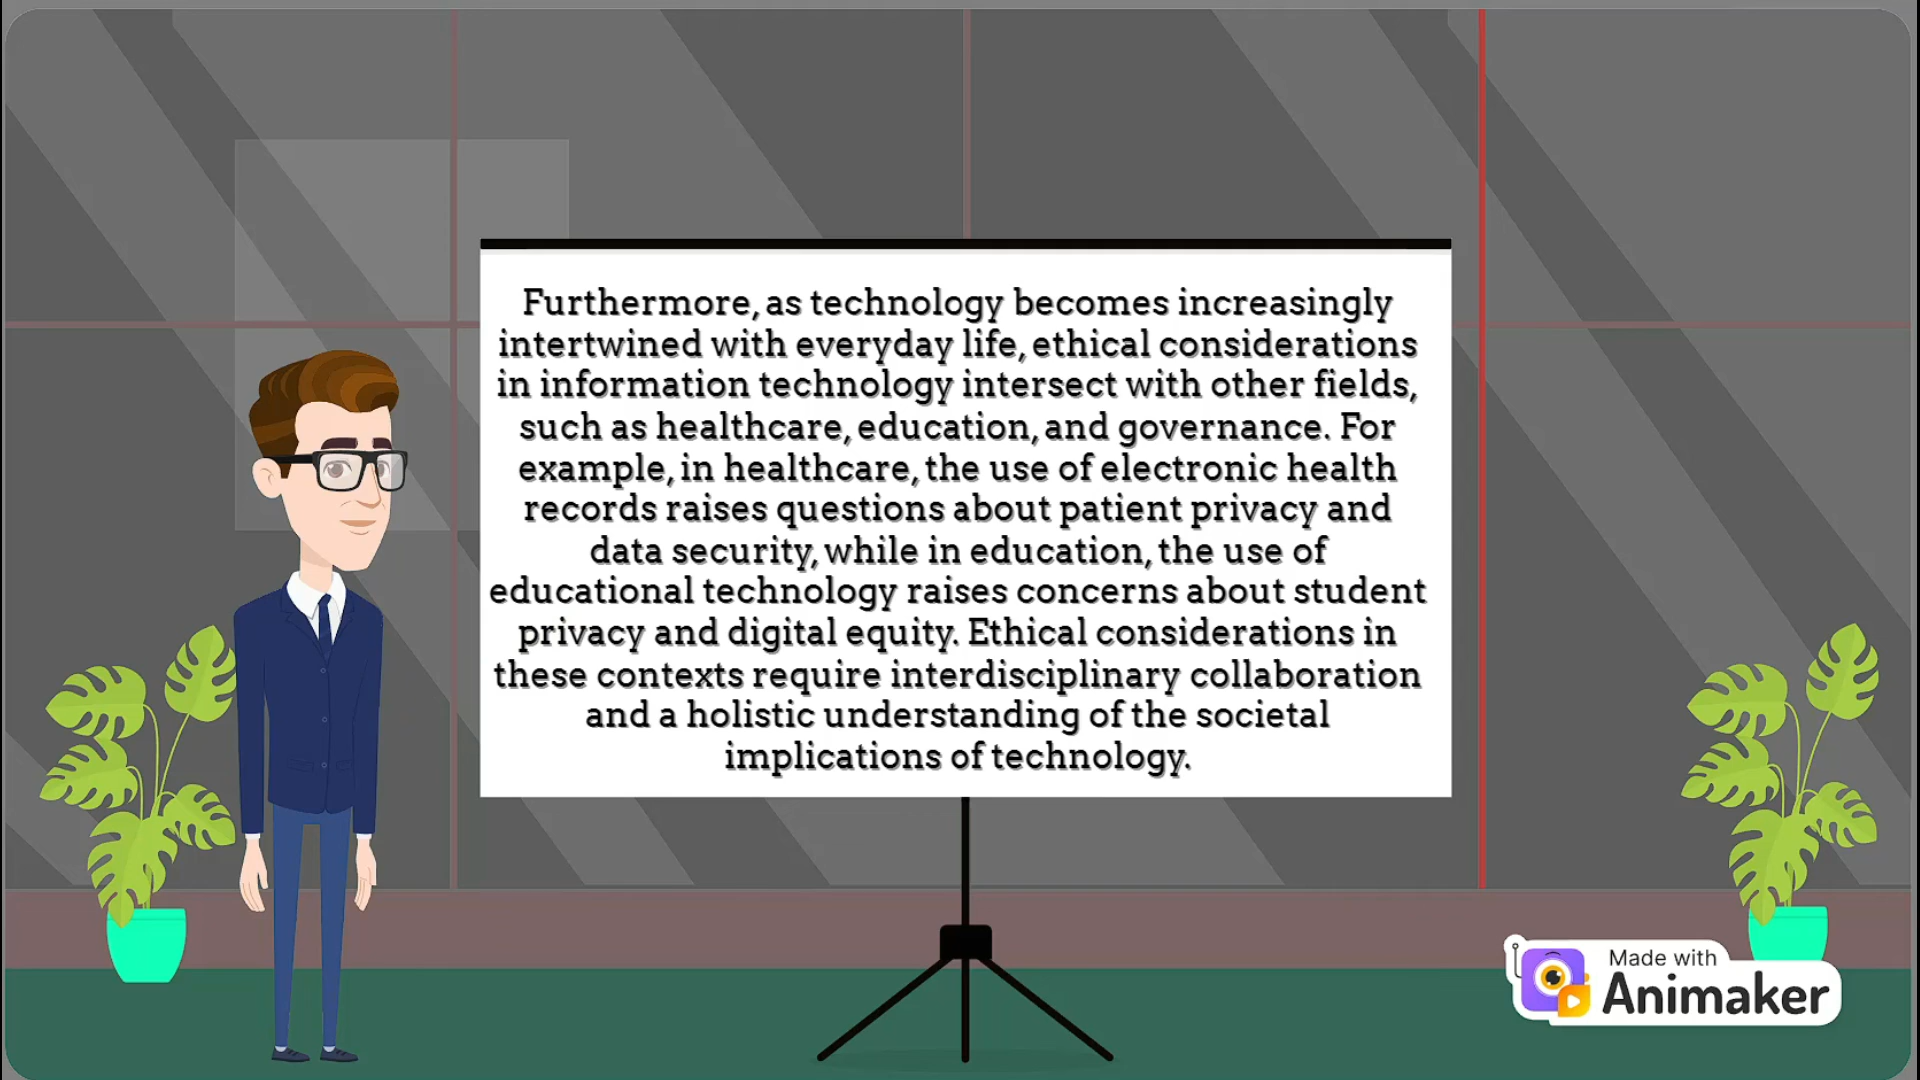 Furthermore, as technology becomes increasingly
intertwined with everyday life, ethical considerations
in information technology intersect with other fields,
such as healthcare, education, and governance. For
example, in healthcare, the use of electronic health
records raises questions about patient privacy and
data security, while in education, the use of
educational technology raises concerns about student
privacy and digital equity. Ethical considerations in
these contexts require interdisciplinary collaboration
and a holistic understanding of the societal
implications of technology.
Made with
Animaker